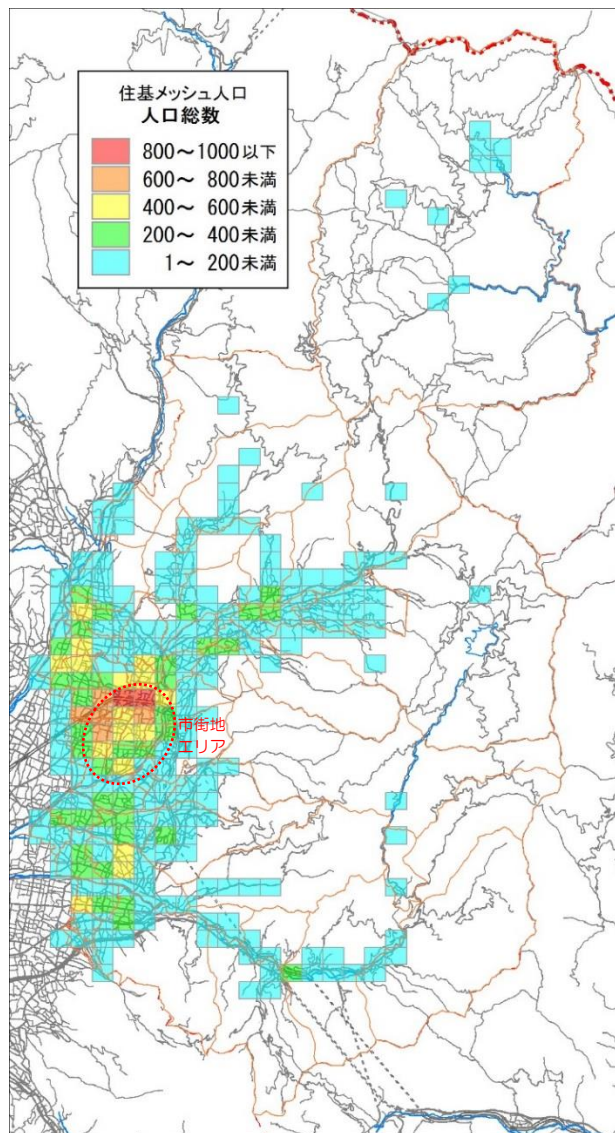 住基メッシュ人口
人口総数
800～1000以下
600～ 800未満
400～ 600未満
200～ 400未満
1～ 200未満
市街地
エリア